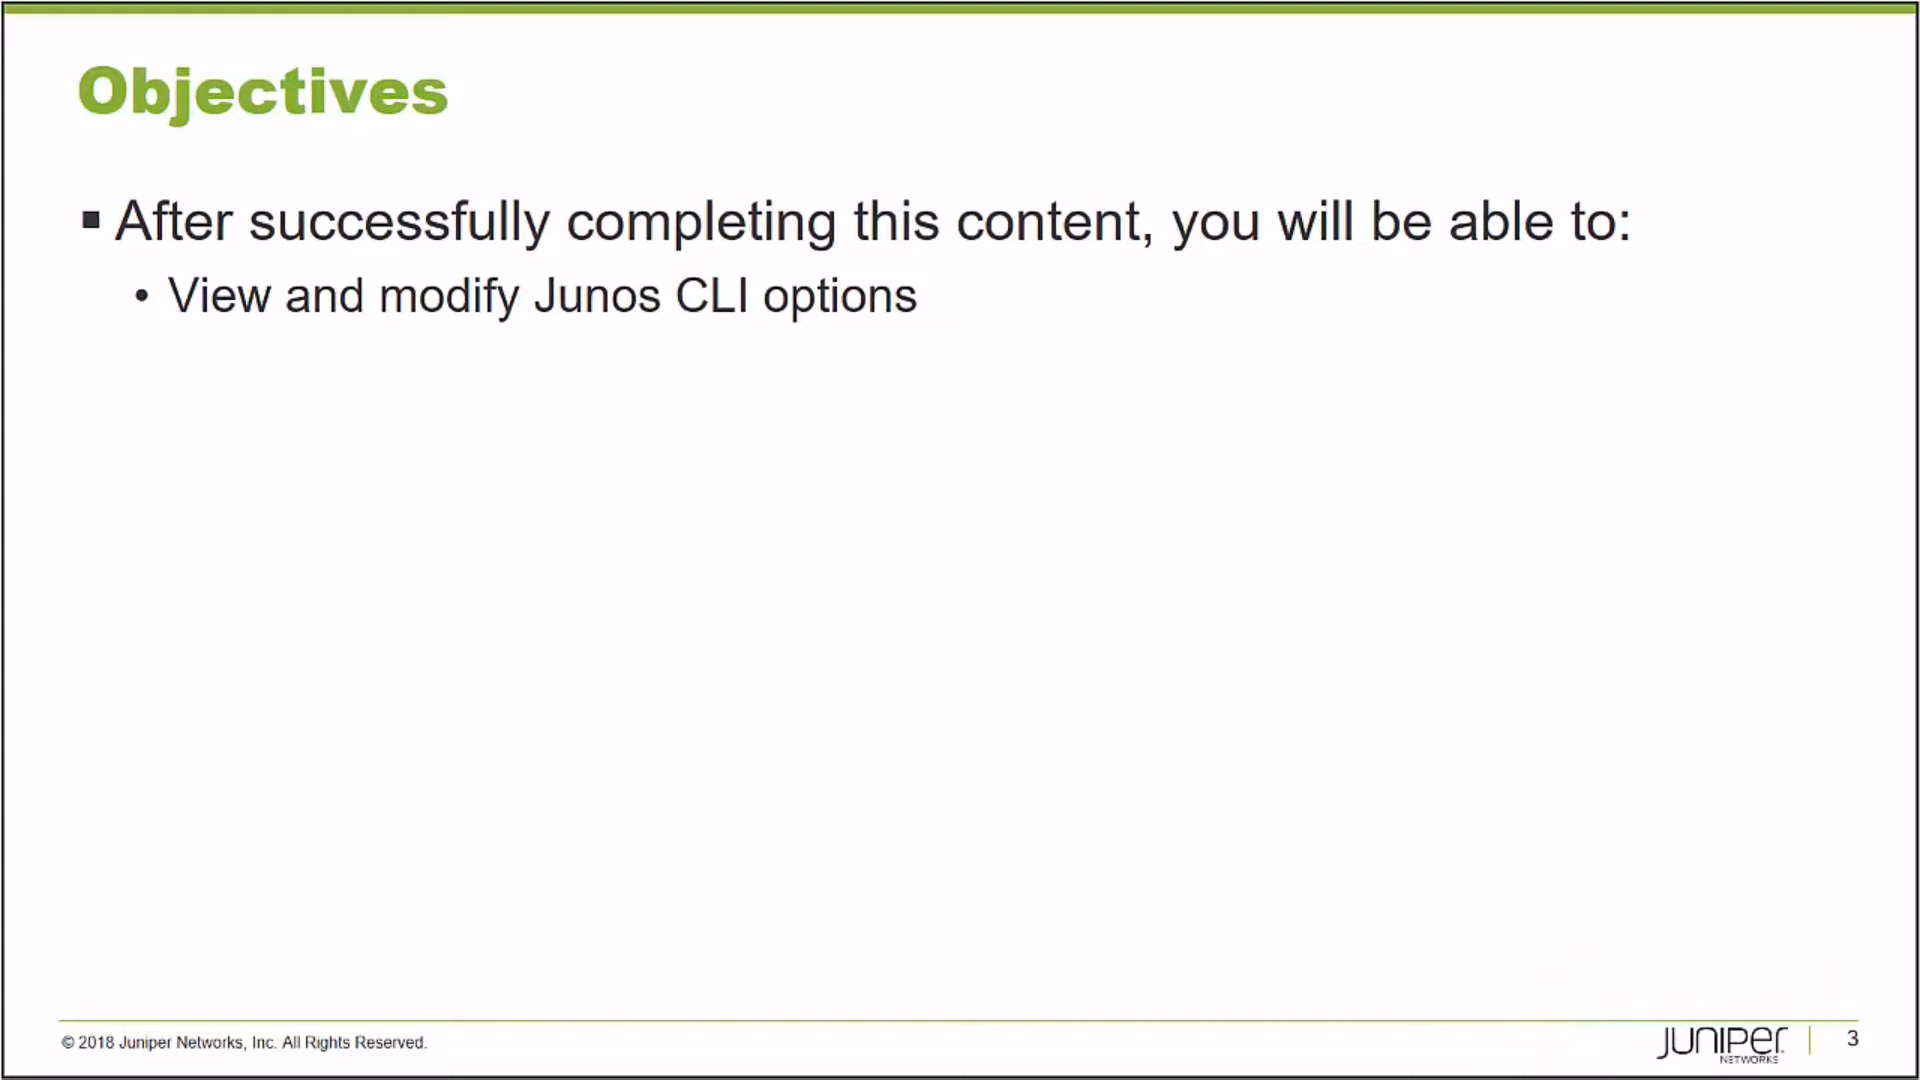 Objectives
▪ After successfully completing this content, you will be able to:
• View and modify Junos CLI options
© 2018 Juniper Networks, Inc. All Rights Reserved.
JUNIPEr
NETWORKS
3